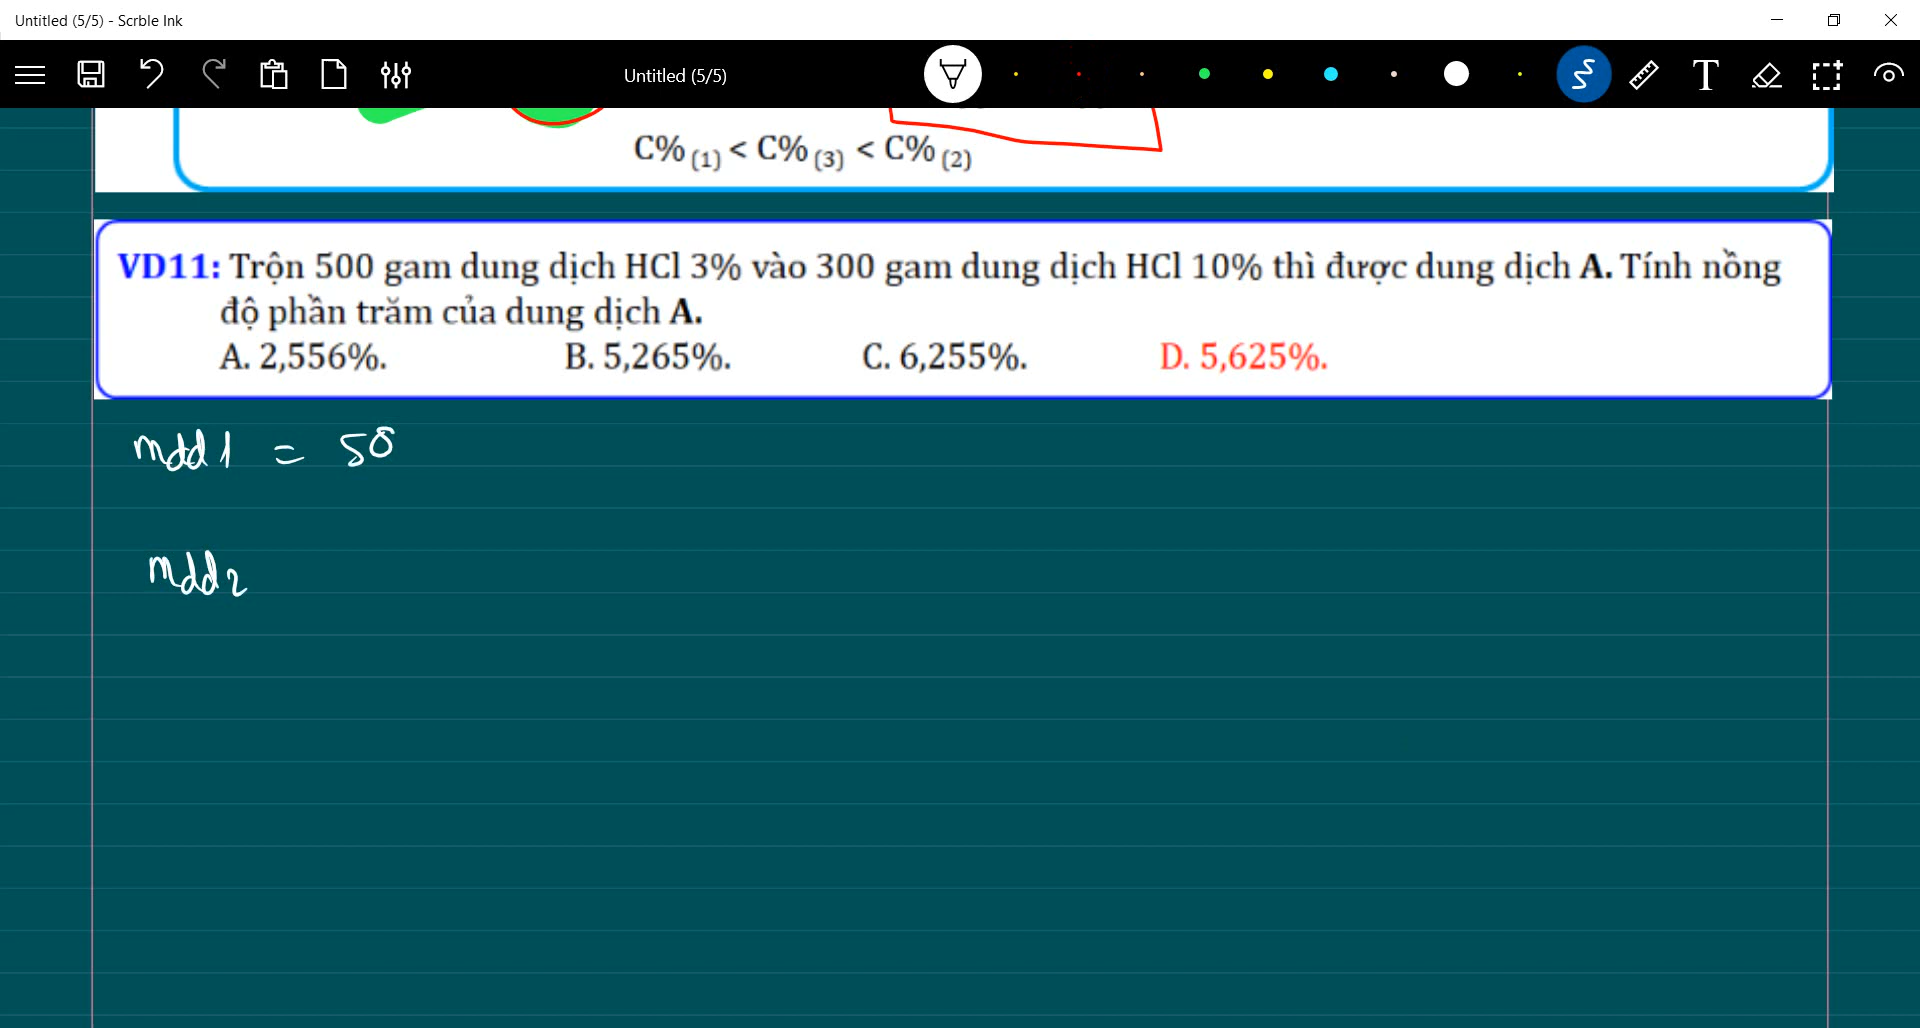 Untitled (5/5) - Scrble Ink
Untitled (5/5)
T
C% (1) < C% (3) < C% (2)
VD11: Trộn 500 gam dung dịch HCl 3% vào 300 gam dung dịch HCl 10% thì được dung dịch A. Tính nồng
độ phần trăm của dung dịch A.
A. 2,556%. B. 5,265%. C. 6,255%. D. 5,625%.
mdd1 = 50
mdd2